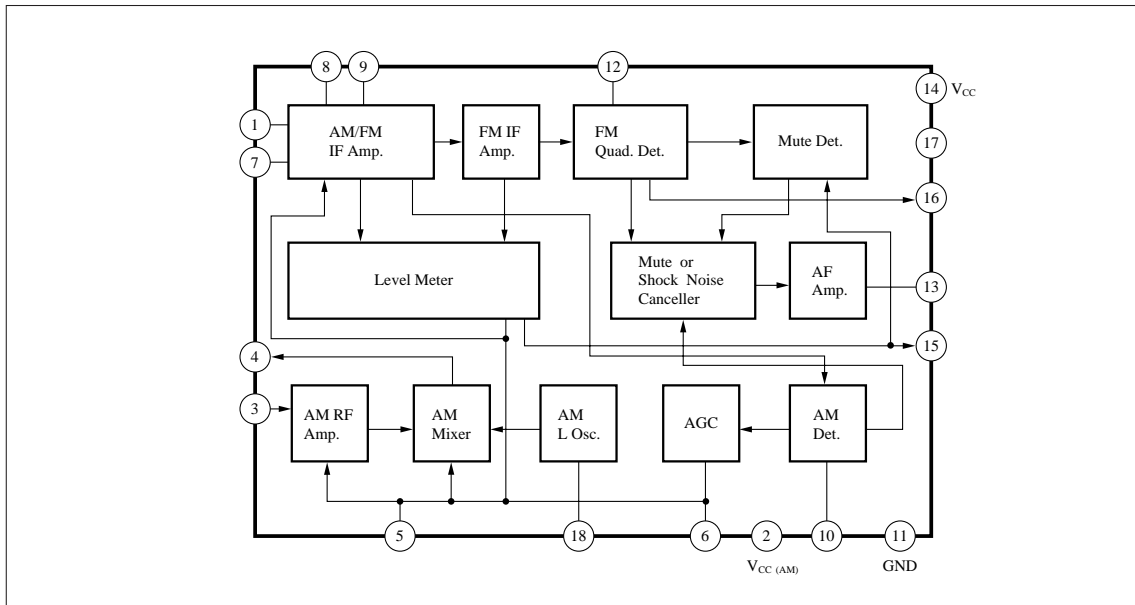 8
9
12
14
V_CC
1
AM/FM
IF Amp.
FM IF
Amp.
FM
Quad. Det.
Mute Det.
17
7
16
Level Meter
Mute or
Shock Noise
Canceller
AF
Amp.
13
4
15
3
AM RF
Amp.
AM
Mixer
AM
L Osc.
AGC
AM
Det.
5
18
6
2
10
11
V_CC (AM)
GND